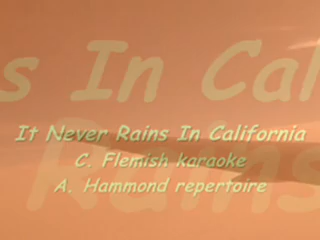 s In Cal
It Never Rains In California
C. Flemish karaoke
A. Hammond repertoire
Rains